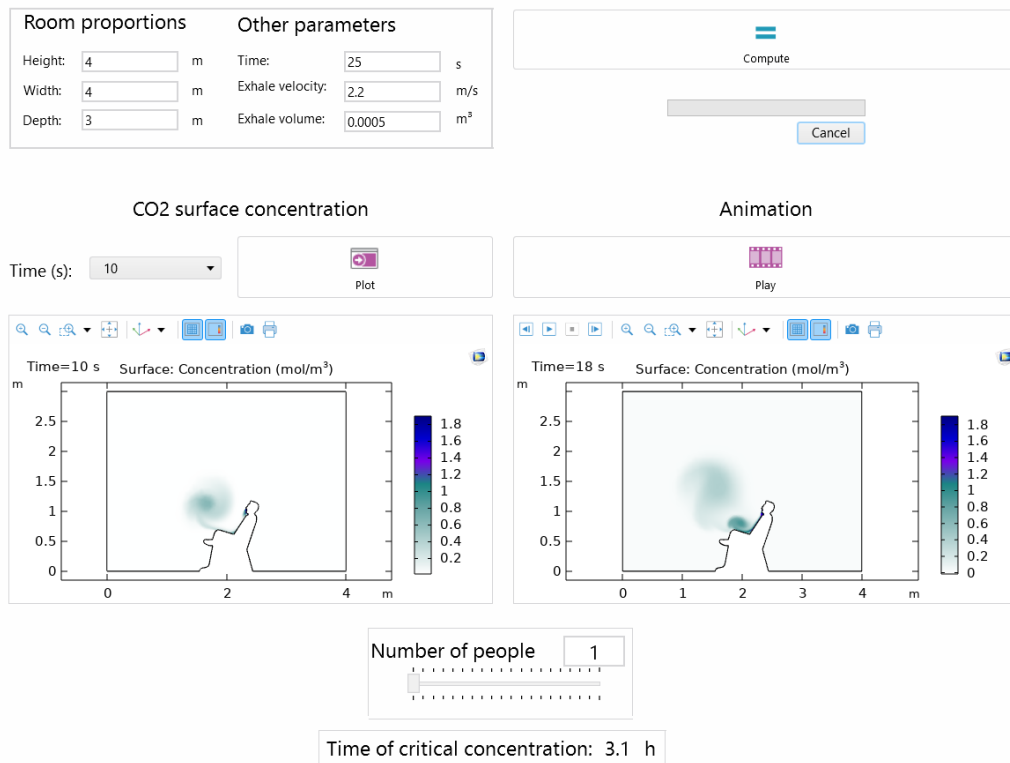 Room proportions Other parameters
Height: 4 m Time: 25 s
Width: 4 m Exhale velocity: 2.2 m/s
Depth: 3 m Exhale volume: 0.0005 m³
Compute
Cancel
CO2 surface concentration
Time (s): 10
Plot
Animation
Play
Time=10 s Surface: Concentration (mol/m³)
m
2.5
2
1.5
1
0.5
0
0 2 4 m
1.8
1.6
1.4
1.2
1
0.8
0.6
0.4
0.2
Time=18 s Surface: Concentration (mol/m³)
m
2.5
2
1.5
1
0.5
0
0 1 2 3 4 m
1.8
1.6
1.4
1.2
1
0.8
0.6
0.4
0.2
0
Number of people 1
Time of critical concentration: 3.1 h